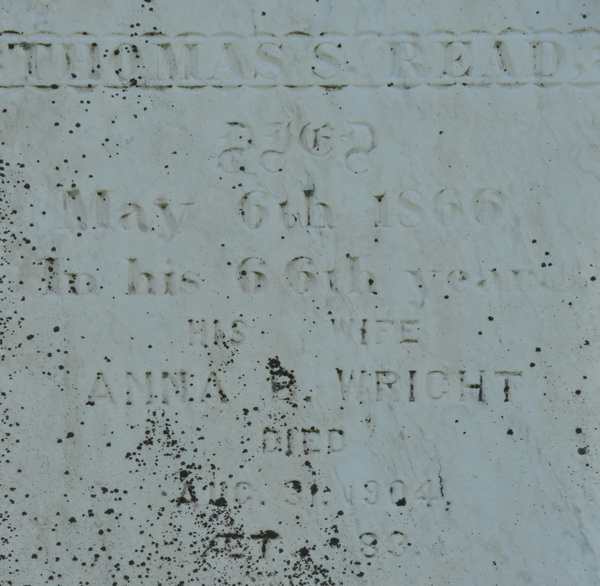 THOMAS S. READ.
DIED
May 6th 1866,
In his 66th year.
HIS WIFE
ANNA WRIGHT
DIED
AUG. 31. 1904,
AET 83.